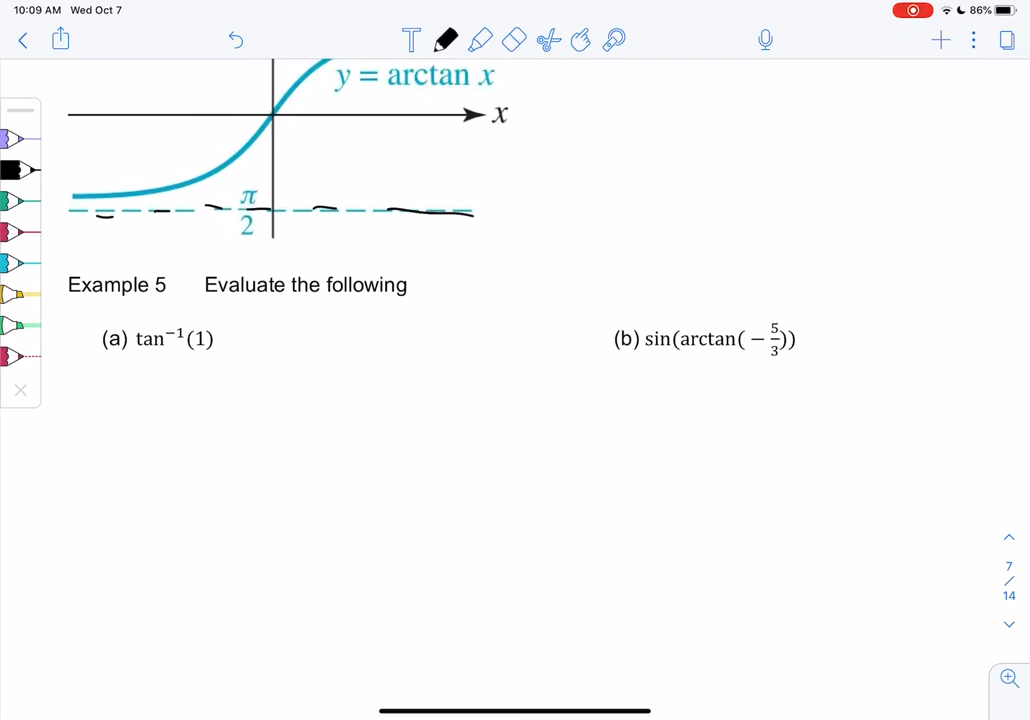 10:09 AM Wed Oct 7
86%
T
y = arctan x
x
π
2
Example 5 Evaluate the following
(a) tan⁻¹(1)
(b) sin(arctan( − 5/3))
7
/
14